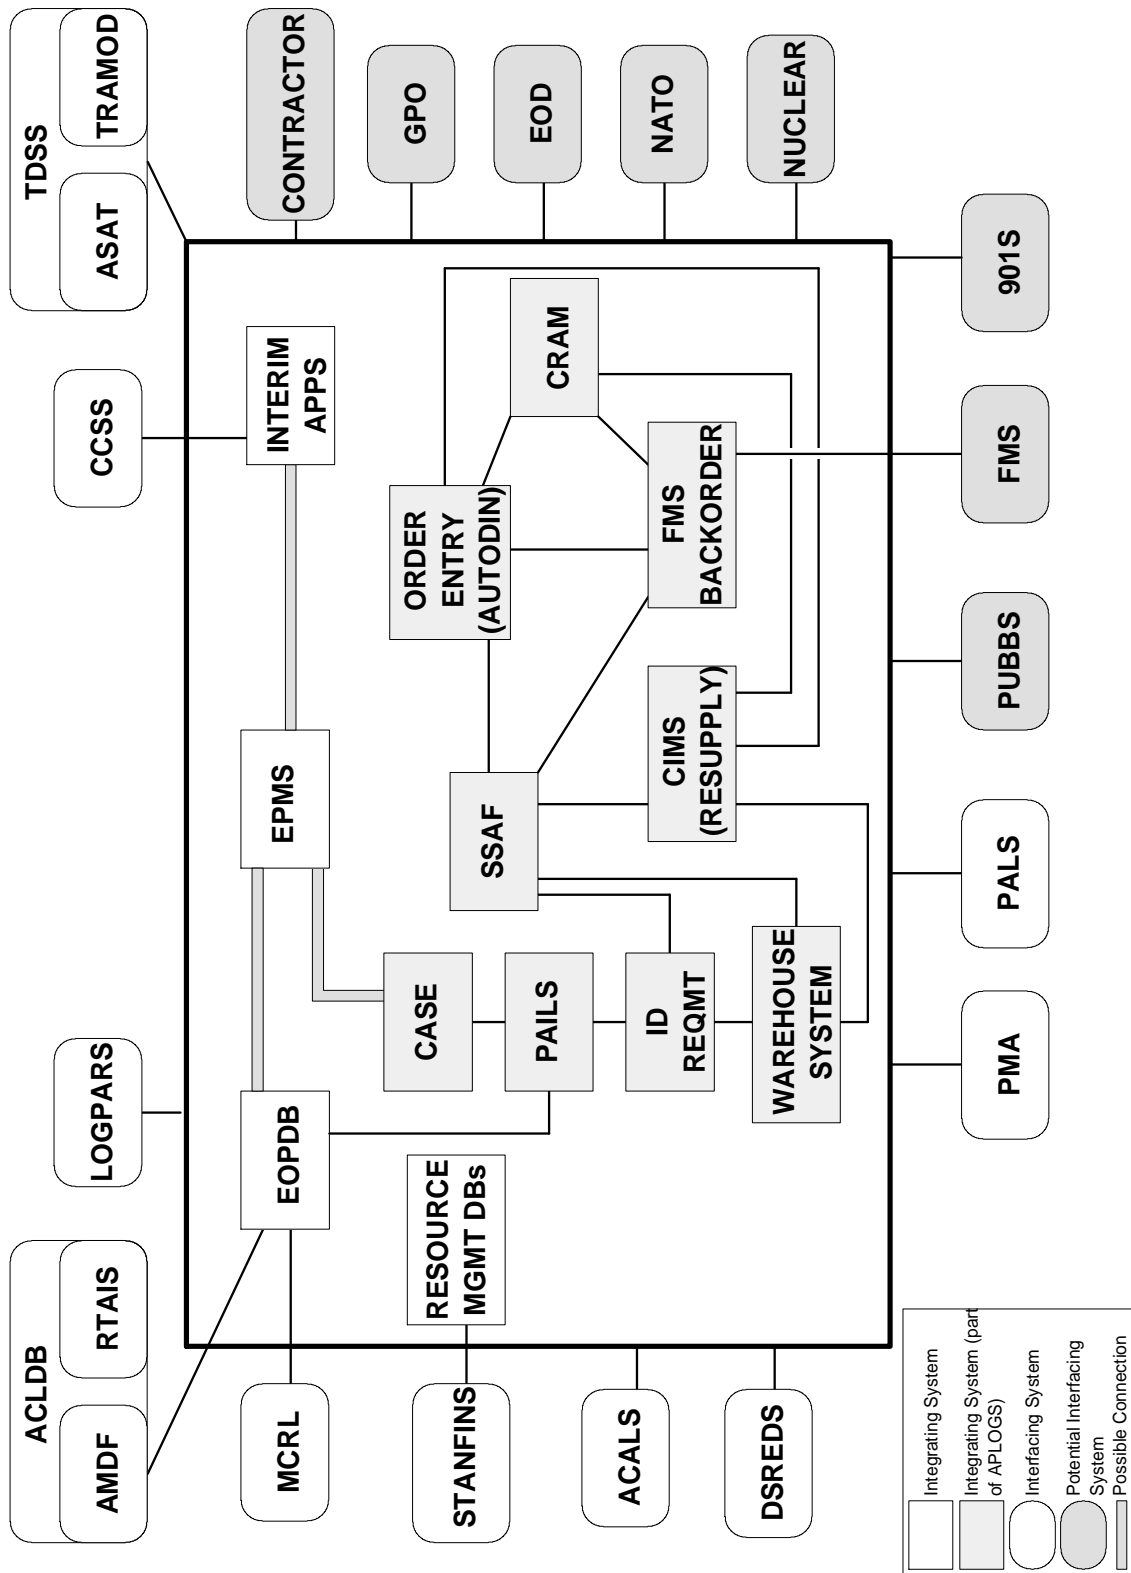 ACLDB
AMDF
RTAIS
LOGPARS
CCSS
TDSS
ASAT
TRAMOD
MCRL
STANFINS
ACALS
DSREDS
EOPDB
EPMS
INTERIM
APPS
RESOURCE
MGMT DBs
CASE
PAILS
ID
REQMT
WAREHOUSE
SYSTEM
SSAF
CIMS
(RESUPPLY)
ORDER
ENTRY
(AUTODIN)
FMS
BACKORDER
CRAM
CONTRACTOR
GPO
EOD
NATO
NUCLEAR
PMA
PALS
PUBBS
FMS
901S
Integrating System
Integrating System (part
of APLOGS)
Interfacing System
Potential Interfacing
System
Possible Connection